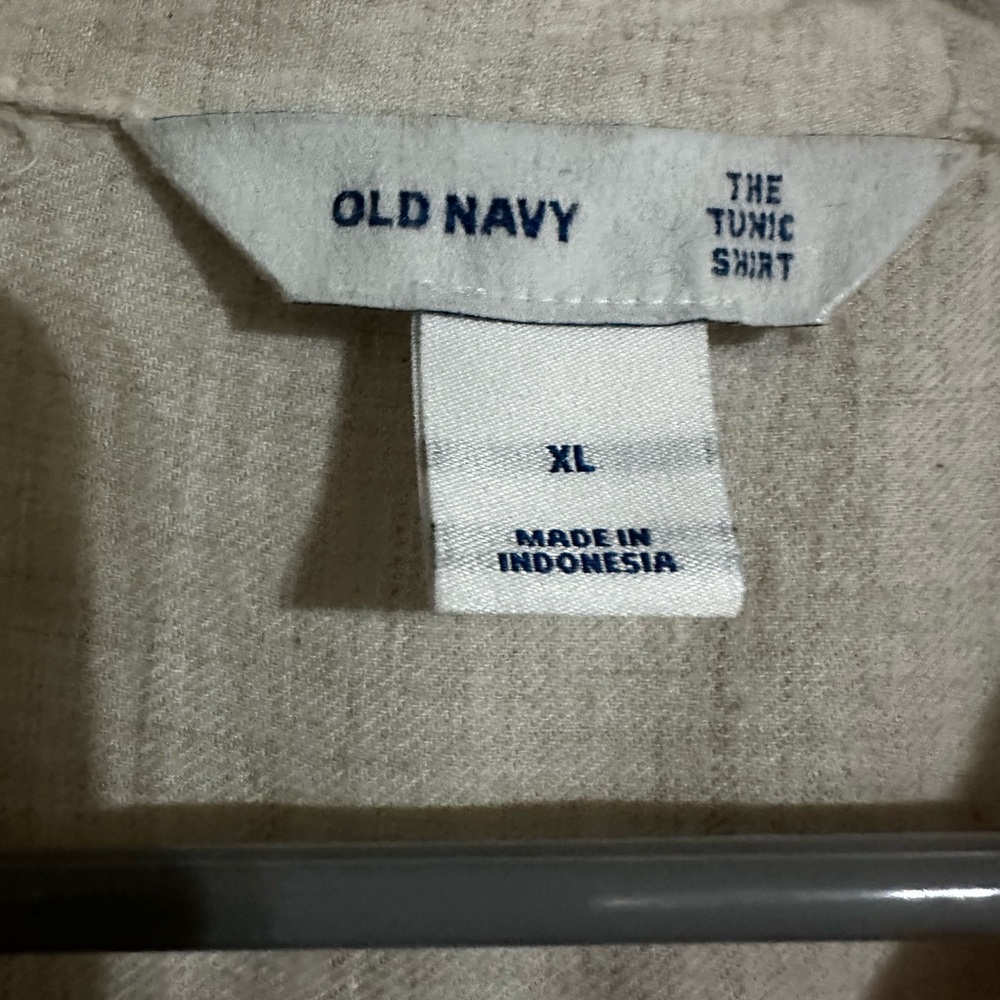 OLD NAVY
THE
TUNIC
SHIRT
XL
MADE IN
INDONESIA